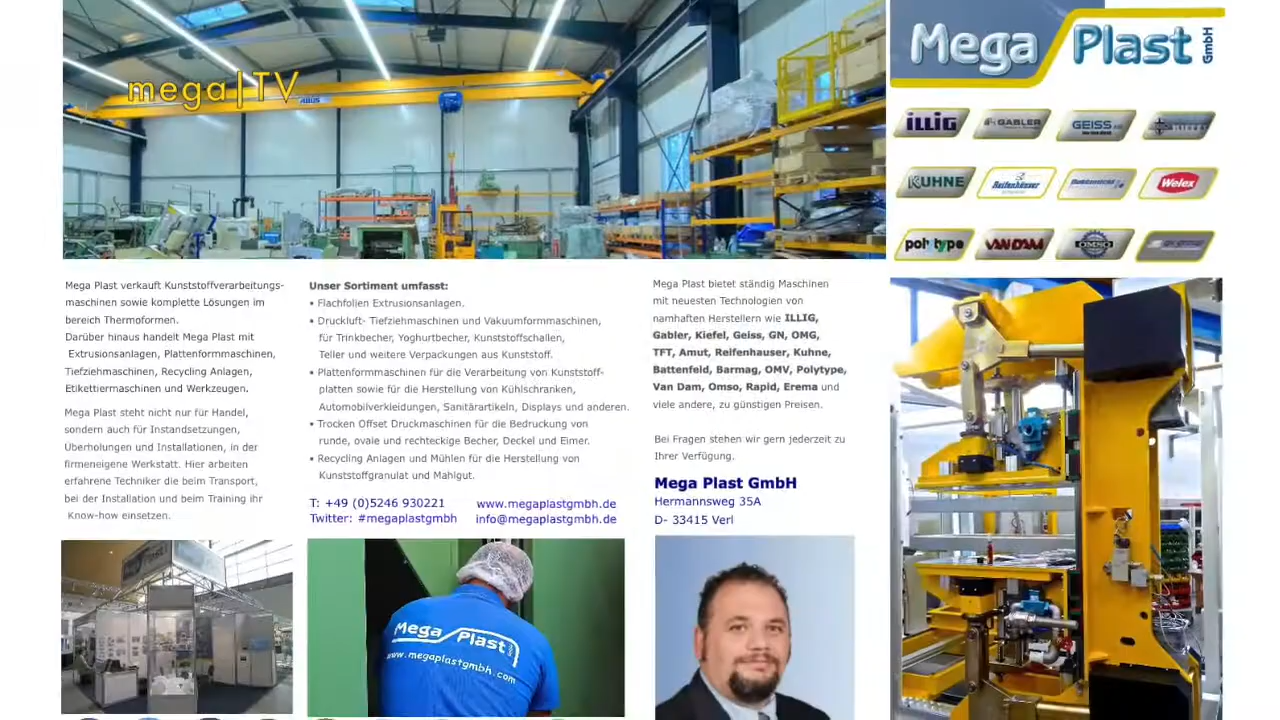 mega|TV
ABUS
Mega Plast GmbH
ILLIG
GABLER
GEISS AG
KUHNE
Reifenhäuser
Welex
polytype
VAN DAM
OMSO
Mega Plast verkauft Kunststoffverarbeitungs-
maschinen sowie komplette Lösungen im
bereich Thermoformen.
Darüber hinaus handelt Mega Plast mit
Extrusionsanlagen, Plattenformmaschinen,
Tiefziehmaschinen, Recycling Anlagen,
Etikettiermaschinen und Werkzeugen.
Mega Plast steht nicht nur für Handel,
sondern auch für Instandsetzungen,
Überholungen und Installationen, in der
firmeneigene Werkstatt. Hier arbeiten
erfahrene Techniker die beim Transport,
bei der Installation und beim Training ihr
Know-how einsetzen.
Unser Sortiment umfasst:
• Flachfolien Extrusionsanlagen.
• Druckluft- Tiefziehmaschinen und Vakuumformmaschinen,
für Trinkbecher, Yoghurtbecher, Kunststoffschallen,
Teller und weitere Verpackungen aus Kunststoff.
• Plattenformmaschinen für die Verarbeitung von Kunststoff-
platten sowie für die Herstellung von Kühlschranken,
Automobilverkleidungen, Sanitärartikeln, Displays und anderen.
• Trocken Offset Druckmaschinen für die Bedruckung von
runde, ovale und rechteckige Becher, Deckel und Eimer.
• Recycling Anlagen und Mühlen für die Herstellung von
Kunststoffgranulat und Mahlgut.
T: +49 (0)5246 930221 www.megaplastgmbh.de
Twitter: #megaplastgmbh info@megaplastgmbh.de
Mega Plast bietet ständig Maschinen
mit neuesten Technologien von
namhaften Herstellern wie ILLIG,
Gabler, Kiefel, Geiss, GN, OMG,
TFT, Amut, Reifenhauser, Kuhne,
Battenfeld, Barmag, OMV, Polytype,
Van Dam, Omso, Rapid, Erema und
viele andere, zu günstigen Preisen.
Bei Fragen stehen wir gern jederzeit zu
Ihrer Verfügung.
Mega Plast GmbH
Hermannsweg 35A
D- 33415 Verl
Mega Plast
Mega Plast GmbH
www.megaplastgmbh.com